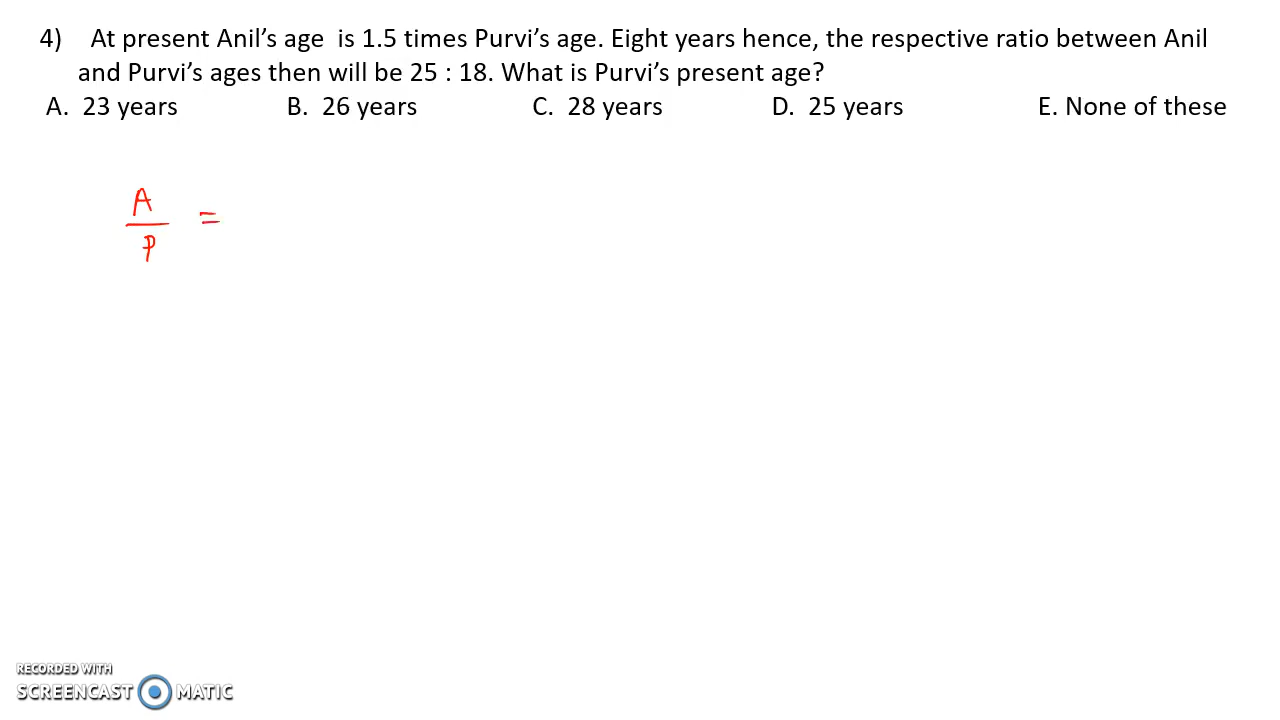 4) At present Anil’s age is 1.5 times Purvi’s age. Eight years hence, the respective ratio between Anil
and Purvi’s ages then will be 25 : 18. What is Purvi’s present age?
A. 23 years B. 26 years C. 28 years D. 25 years E. None of these
A
=
P
RECORDED WITH
SCREENCAST MATIC